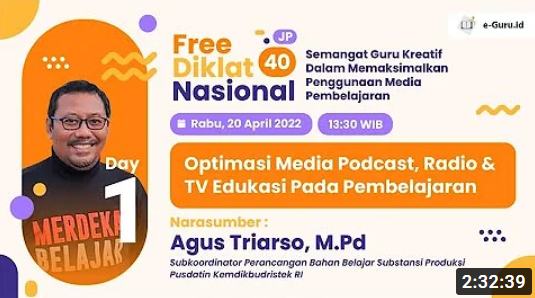 e-Guru.id
Free
Diklat
Nasional
40
JP
Semangat Guru Kreatif
Dalam Memaksimalkan
Penggunaan Media
Pembelajaran
Rabu, 20 April 2022
13:30 WIB
Day
1
MERDEKA
BELAJAR
Optimasi Media Podcast, Radio &
TV Edukasi Pada Pembelajaran
Narasumber :
Agus Triarso, M.Pd
Subkoordinator Perancangan Bahan Belajar Substansi Produksi
Pusdatin Kemdikbudristek RI
2:32:39